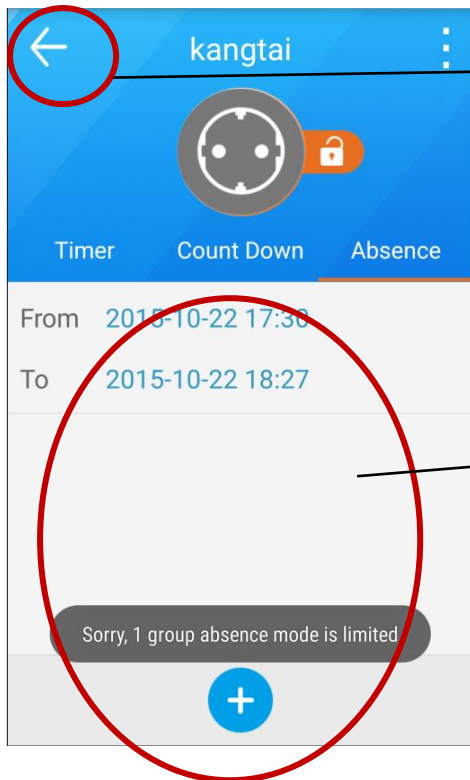 kangtai
Timer Count Down Absence
From 2015-10-22 17:30
To 2015-10-22 18:27
Sorry, 1 group absence mode is limited